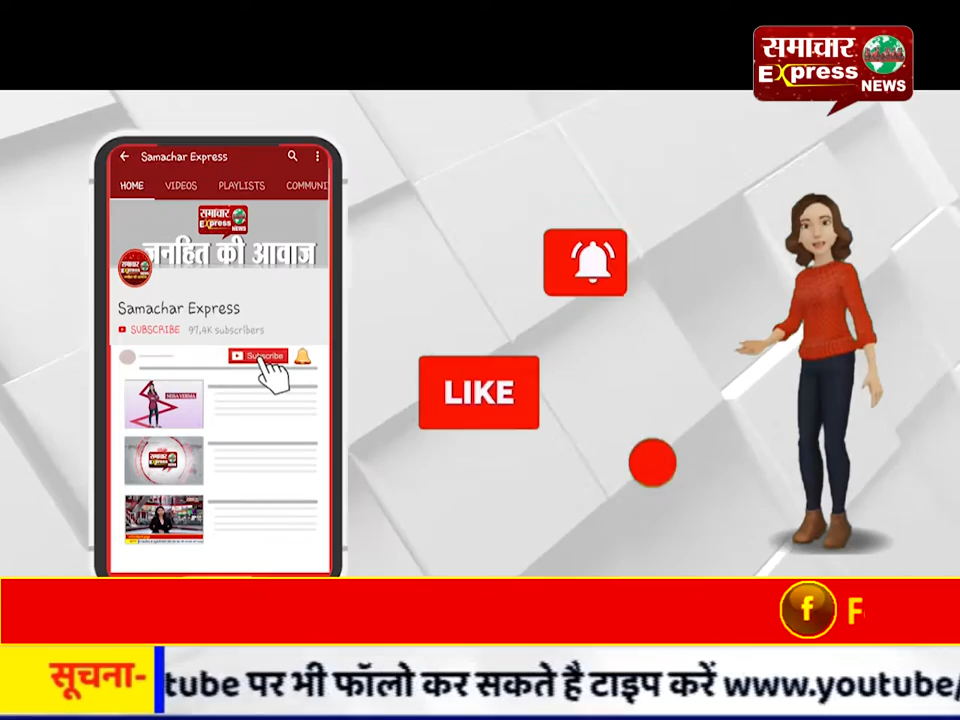 समाचार
Express
NEWS
Samachar Express
HOME VIDEOS PLAYLISTS COMMUNI
समाचार
Express
NEWS
जनहित की आवाज
Samachar Express
SUBSCRIBE 97.4K subscribers
Subscribe
LIKE
f F
सूचना- tube पर भी फॉलो कर सकते है टाइप करें www.youtube/